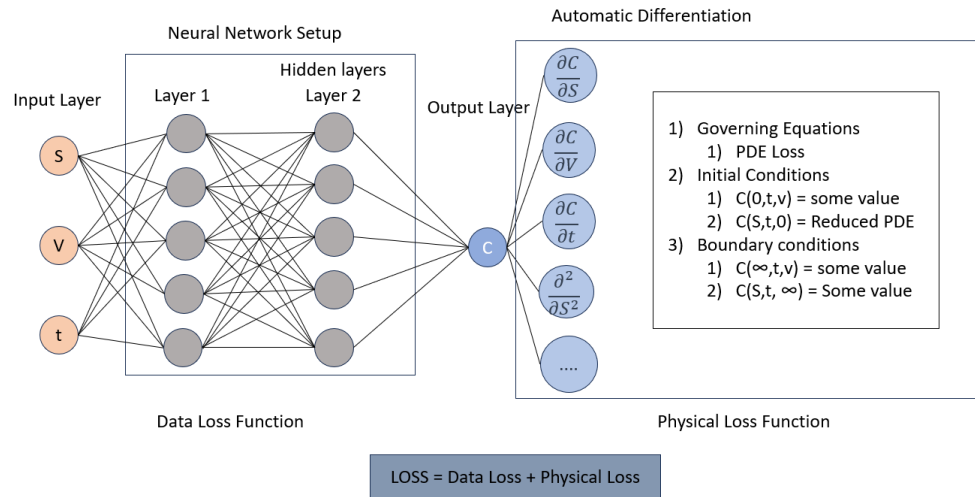 Automatic Differentiation
Neural Network Setup
Hidden layers
Input Layer
Layer 1
Layer 2
Output Layer
S
V
t
C
∂C
∂S
∂C
∂V
∂C
∂t
∂²
∂S²
....
1) Governing Equations
1) PDE Loss
2) Initial Conditions
1) C(0,t,v) = some value
2) C(S,t,0) = Reduced PDE
3) Boundary conditions
1) C(∞,t,v) = some value
2) C(S,t, ∞) = Some value
Data Loss Function
Physical Loss Function
LOSS = Data Loss + Physical Loss